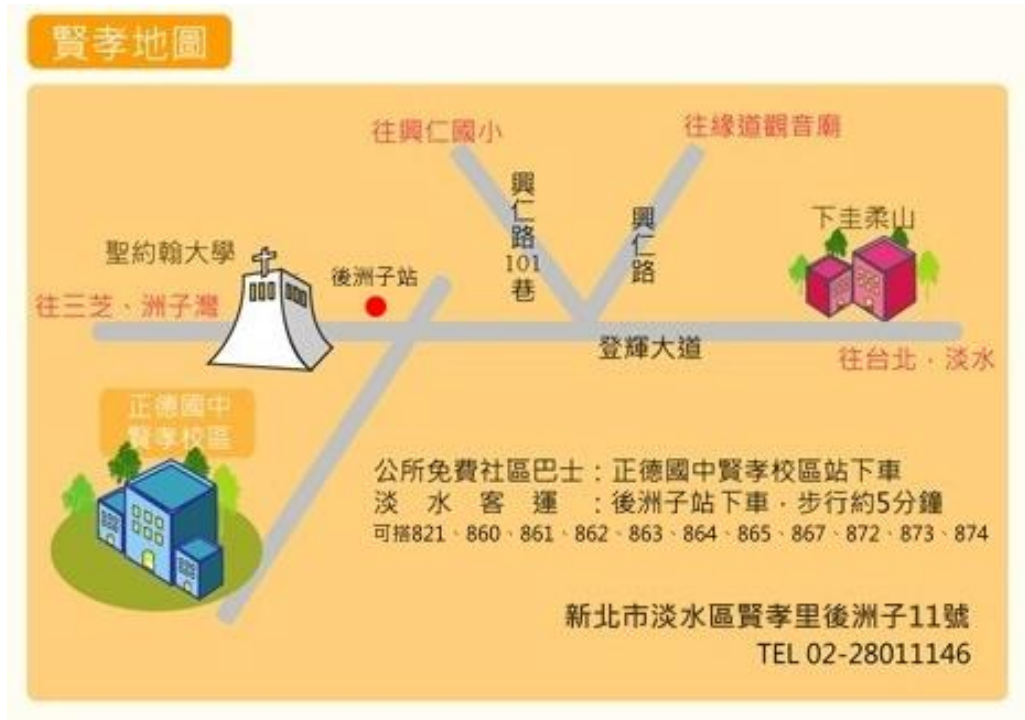 賢孝地圖
往興仁國小
往緣道觀音廟
興仁路101巷
興仁路
下圭柔山
聖約翰大學
後洲子站
往三芝、洲子灣
登輝大道
往台北．淡水
正德國中
賢孝校區
公所免費社區巴士：正德國中賢孝校區站下車
淡水客運：後洲子站下車．步行約5分鐘
可搭821、860、861、862、863、864、865、867、872、873、874
新北市淡水區賢孝里後洲子11號
TEL 02-28011146